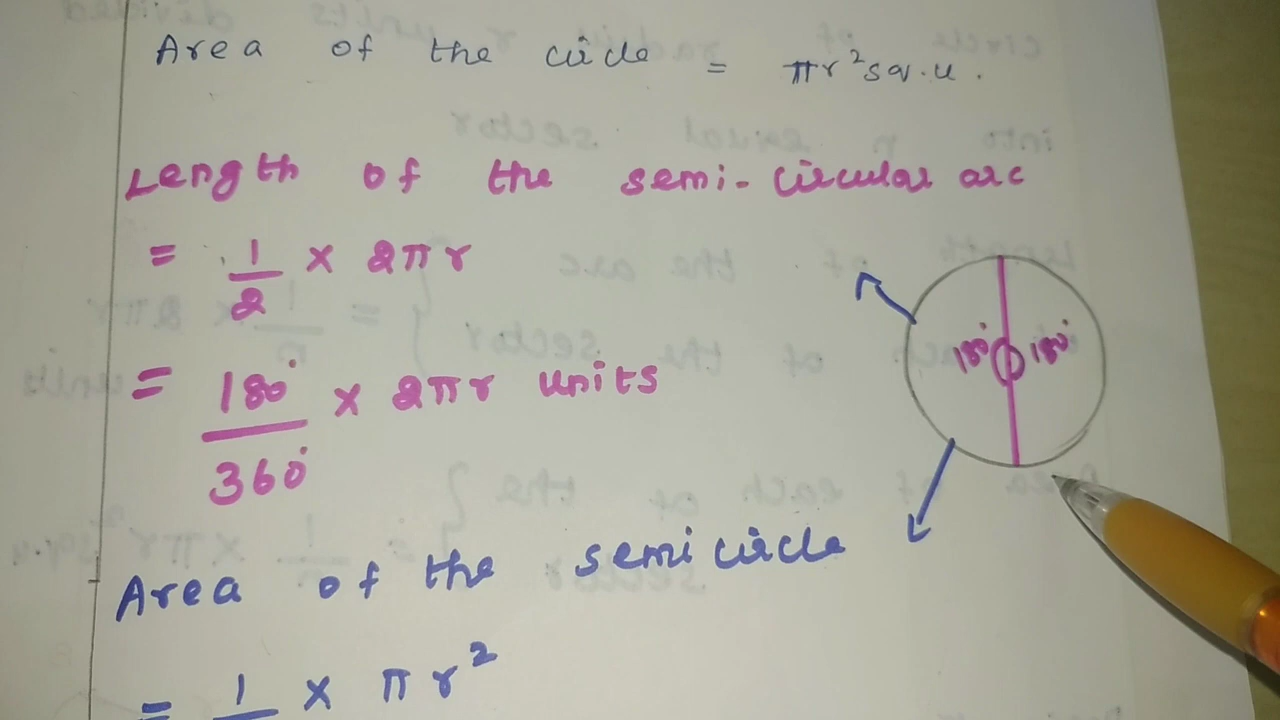 Area of the circle = πr² sq.u.
Length of the semi-circular arc
= 1/2 × 2πr
= 180°/360° × 2πr units
180° 180°
Area of the semicircle
= 1/ × πr²